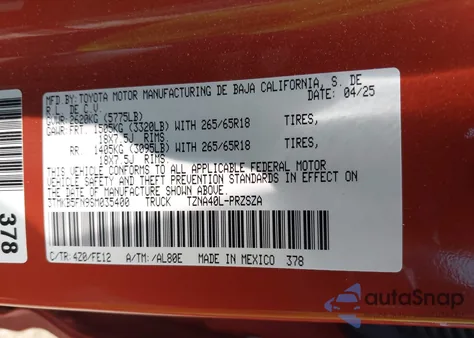 MFD BY:TOYOTA MOTOR MANUFACTURING DE BAJA CALIFORNIA, S. DE
R.L. DE C.V. DATE: 04/25
(5775LB)
GAWR: FRT: 1505KG (3320LB) WITH 265/65R18 TIRES,
18X7.5J RIMS
RR: 1405KG (3095LB) WITH 265/65R18 TIRES,
18X7.5J RIMS
THIS VEHICLE CONFORMS TO ALL APPLICABLE FEDERAL MOTOR
VEHICLE SAFETY AND THEFT PREVENTION STANDARDS IN EFFECT ON
THE DATE OF MANUFACTURE SHOWN ABOVE.
TRUCK TZNA40L-PRZSZA
C/TR: 4Z0/FE12 A/TM: /AL80E MADE IN MEXICO 378
378
autoSnap